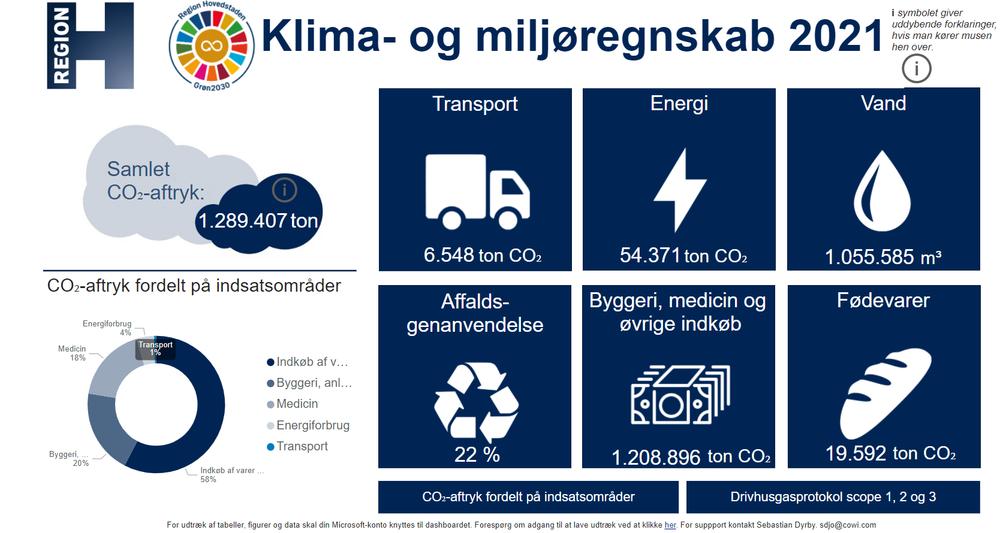 REGION
H
Region Hovedstaden
Grøn2030
Klima- og miljøregnskab 2021
i symbolet giver
uddybende forklaringer,
hvis man kører musen
hen over.
i
Samlet
CO₂-aftryk:
i
1.289.407 ton
CO₂-aftryk fordelt på indsatsområder
Energiforbrug
4%
Transport
1%
Medicin
18%
Byggeri, ...
20%
Indkøb af varer ...
58%
Indkøb af v...
Byggeri, anl...
Medicin
Energiforbrug
Transport
Transport
6.548 ton CO₂
Energi
54.371 ton CO₂
Vand
1.055.585 m³
Affalds-
genanvendelse
22 %
Byggeri, medicin og
øvrige indkøb
1.208.896 ton CO₂
Fødevarer
19.592 ton CO₂
CO₂-aftryk fordelt på indsatsområder
Drivhusgasprotokol scope 1, 2 og 3
For udtræk af tabeller, figurer og data skal din Microsoft-konto knyttes til dashboardet. Forespørg om adgang til at lave udtræk ved at klikke her. For suppport kontakt Sebastian Dyrby. sdjo@cowi.com